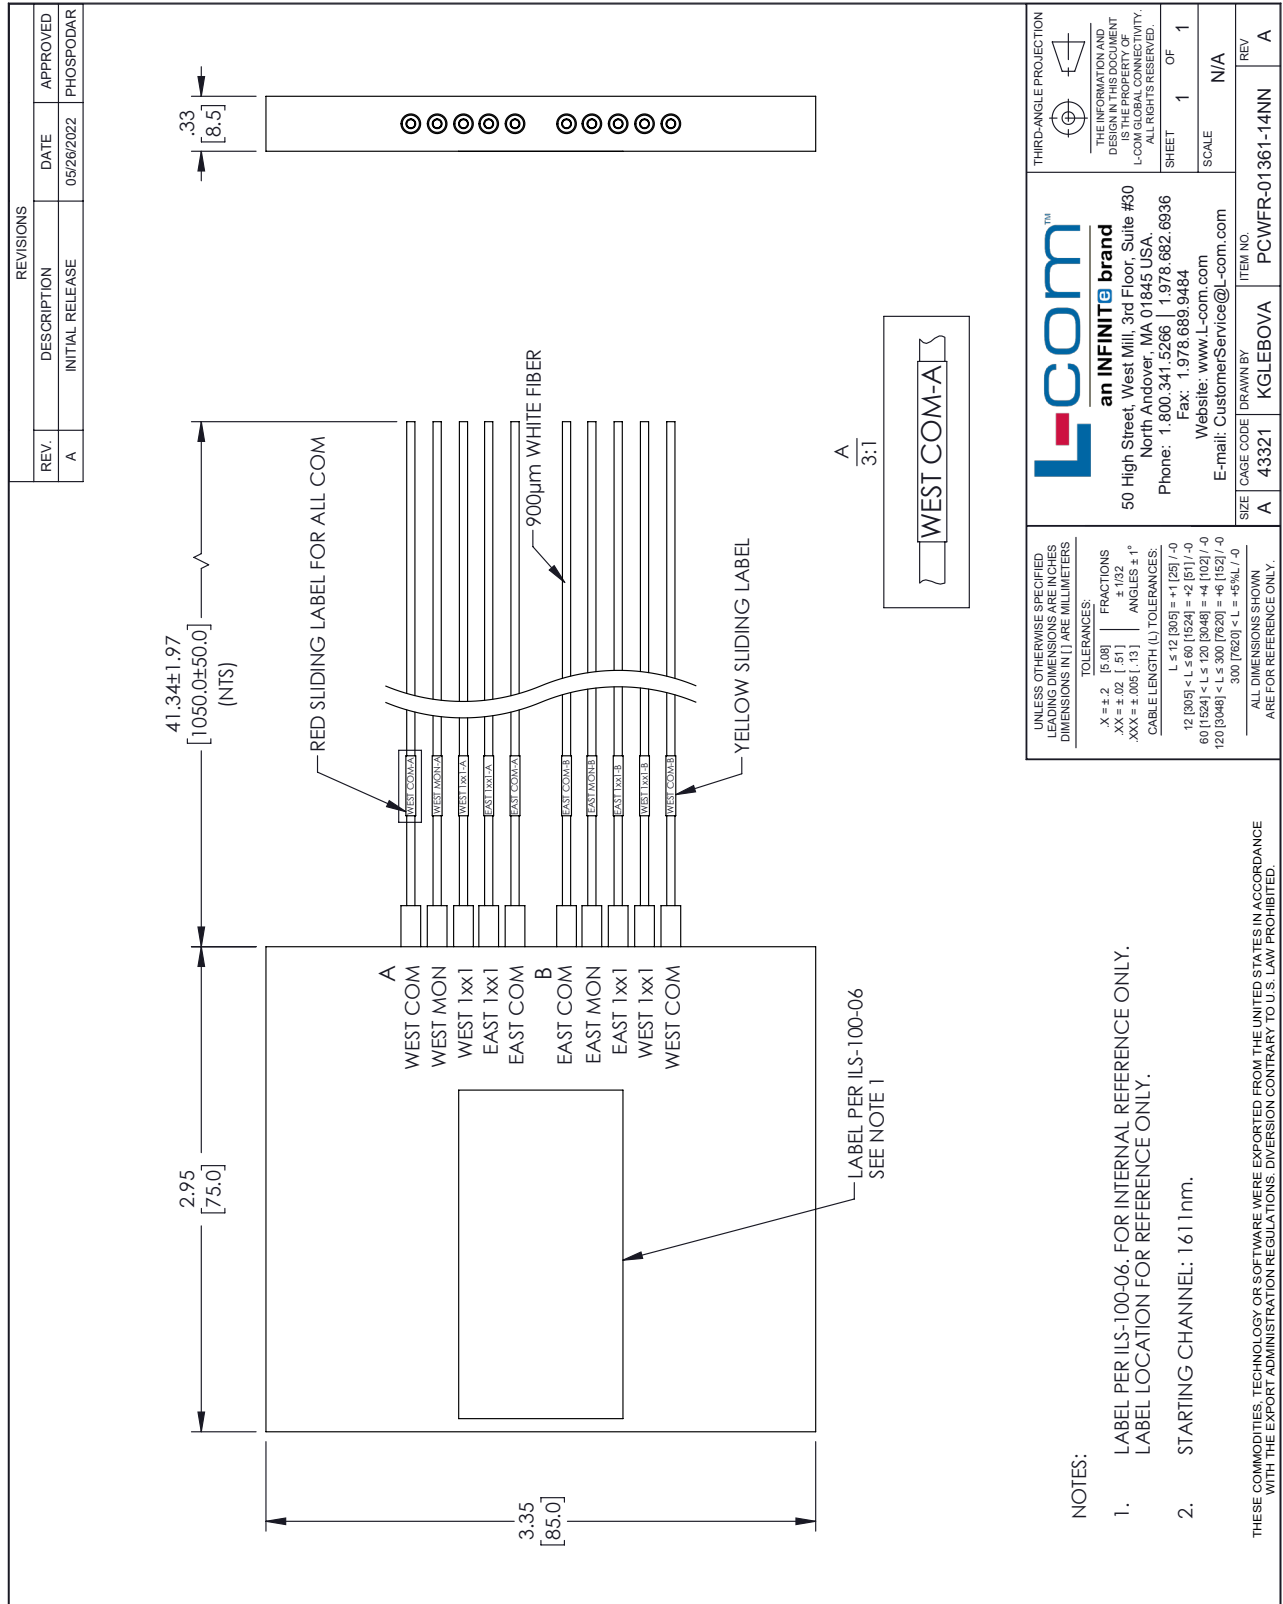 REVISIONS
REV. DESCRIPTION DATE APPROVED
A INITIAL RELEASE 05/26/2022 PHOSPODAR
41.34±1.97
[1050.0±50.0]
(NTS)
2.95
[75.0]
.33
[8.5]
3.35
[85.0]
RED SLIDING LABEL FOR ALL COM
900µm WHITE FIBER
YELLOW SLIDING LABEL
A
WEST COM
WEST MON
WEST 1xx1
EAST 1xx1
EAST COM
B
EAST COM
EAST MON
EAST 1xx1
WEST 1xx1
WEST COM
WEST COM-A
WEST MON-A
WEST 1xx1-A
EAST 1xx1-A
EAST COM-A
EAST COM-B
EAST MON-B
EAST 1xx1-B
WEST 1xx1-B
WEST COM-B
LABEL PER ILS-100-06
SEE NOTE 1
A
3:1
WEST COM-A
NOTES:
1. LABEL PER ILS-100-06. FOR INTERNAL REFERENCE ONLY.
LABEL LOCATION FOR REFERENCE ONLY.
2. STARTING CHANNEL: 1611nm.
UNLESS OTHERWISE SPECIFIED
LEADING DIMENSIONS ARE INCHES
DIMENSIONS IN [ ] ARE MILLIMETERS
TOLERANCES:
.X = ± .2 [5.08] FRACTIONS
.XX = ± .02 [ .51] ± 1/32
.XXX = ± .005 [ .13] ANGLES ± 1°
CABLE LENGTH (L) TOLERANCES:
L ≤ 12 [305] = +1 [25] / -0
12 [305] < L ≤ 60 [1524] = +2 [51] / -0
60 [1524] < L ≤ 120 [3048] = +4 [102] / -0
120 [3048] < L ≤ 300 [7620] = +6 [152] / -0
300 [7620] < L = +5%L / -0
ALL DIMENSIONS SHOWN
ARE FOR REFERENCE ONLY.
L-com™
an INFINITe brand
50 High Street, West Mill, 3rd Floor, Suite #30
North Andover, MA 01845 USA.
Phone: 1.800.341.5266 | 1.978.682.6936
Fax: 1.978.689.9484
Website: www.L-com.com
E-mail: CustomerService@L-com.com
THIRD-ANGLE PROJECTION
THE INFORMATION AND
DESIGN IN THIS DOCUMENT
IS THE PROPERTY OF
L-COM GLOBAL CONNECTIVITY.
ALL RIGHTS RESERVED.
SHEET 1 OF 1
SCALE N/A
SIZE CAGE CODE DRAWN BY ITEM NO. REV
A 43321 KGLEBOVA PCWFR-01361-14NN A
THESE COMMODITIES, TECHNOLOGY OR SOFTWARE WERE EXPORTED FROM THE UNITED STATES IN ACCORDANCE
WITH THE EXPORT ADMINISTRATION REGULATIONS. DIVERSION CONTRARY TO U.S. LAW PROHIBITED.